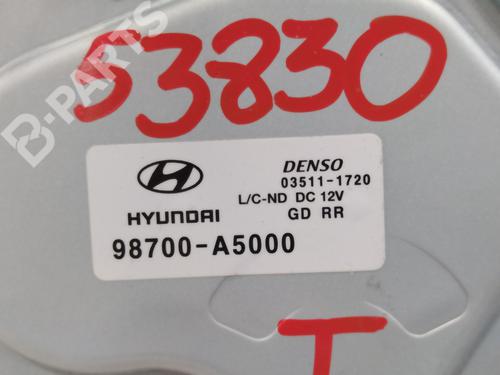 53830
B-PARTS
HYUNDAI
DENSO
03511-1720
L/C-ND DC 12V
GD RR
98700-A5000
T